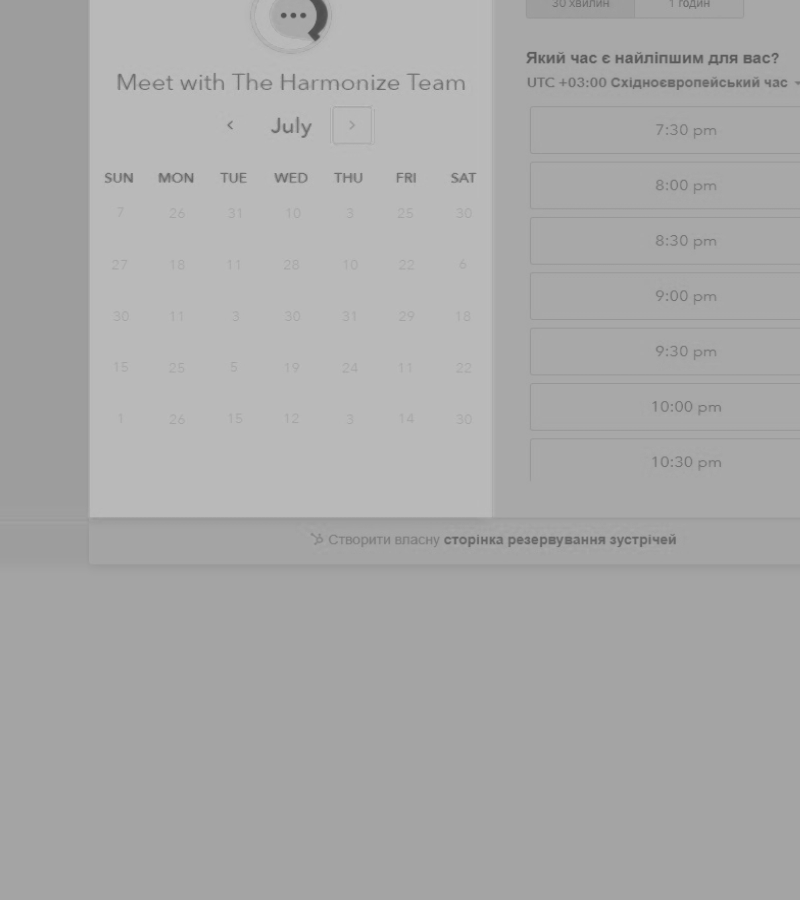 30 хвилин
1 годин
Meet with The Harmonize Team
July
SUN MON TUE WED THU FRI SAT
7 26 31 10 3 25 30
27 18 11 28 10 22 6
30 11 3 30 31 29 18
15 25 5 19 24 11 22
1 26 15 12 3 14 30
Який час є найліпшим для вас?
UTC +03:00 Східноєвропейський час
7:30 pm
8:00 pm
8:30 pm
9:00 pm
9:30 pm
10:00 pm
10:30 pm
Створити власну сторінка резервування зустрічей